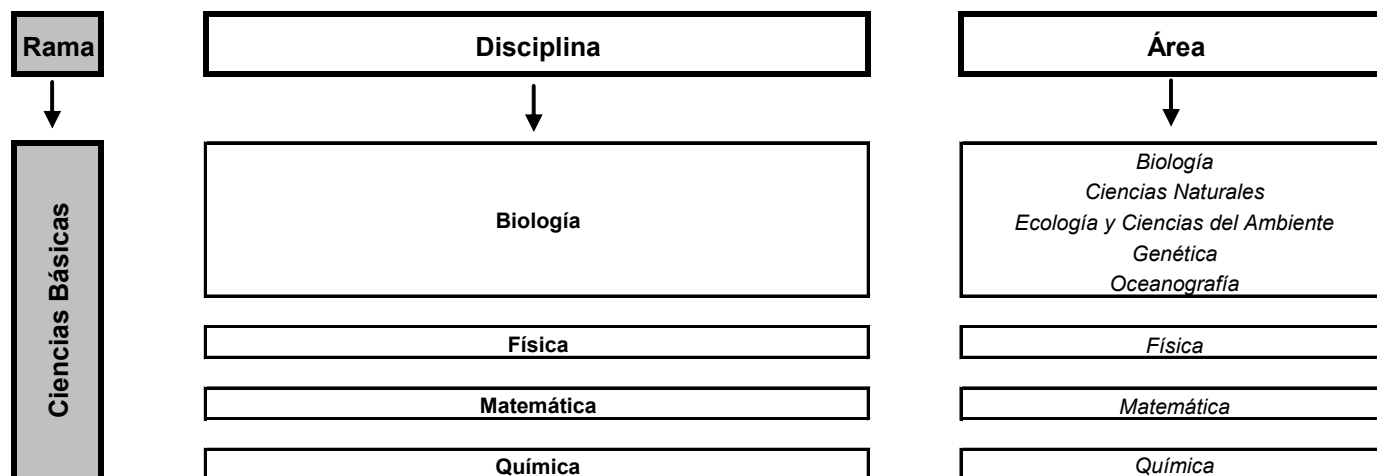 Rama
Disciplina
Área
Ciencias Básicas
Biología
Biología
Ciencias Naturales
Ecología y Ciencias del Ambiente
Genética
Oceanografía
Física
Física
Matemática
Matemática
Química
Química